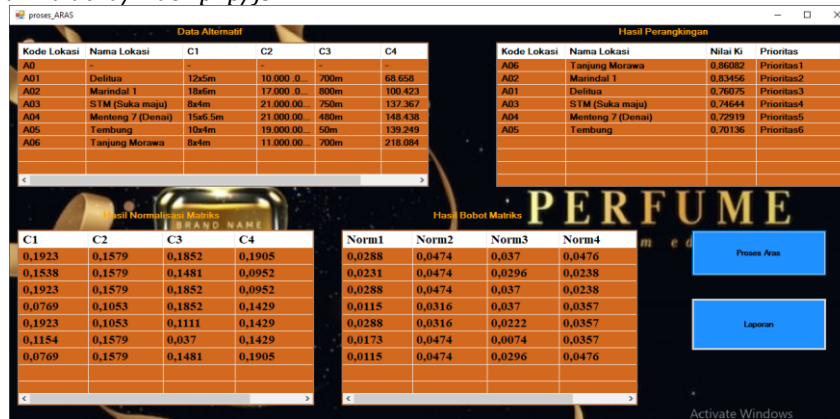 proses_ARAS
Data Alternatif
Kode Lokasi Nama Lokasi C1 C2 C3 C4
A0 - - - - -
A01 Delitua 12x5m 10.000 .0... 700m 68.658
A02 Marindal 1 18x6m 17.000 .0... 800m 100.423
A03 STM (Suka maju) 8x4m 21.000.00... 750m 137.367
A04 Menteng 7 (Denai) 15x6.5m 21.000.00... 480m 148.438
A05 Tembung 10x4m 19.000.00... 50m 139.249
A06 Tanjung Morawa 8x4m 11.000.00... 700m 218.084
Hasil Perangkingan
Kode Lokasi Nama Lokasi Nilai Ki Prioritas
A06 Tanjung Morawa 0,86082 Prioritas1
A02 Marindal 1 0,83456 Prioritas2
A01 Delitua 0,76075 Prioritas3
A03 STM (Suka maju) 0,74644 Prioritas4
A04 Menteng 7 (Denai) 0,72919 Prioritas5
A05 Tembung 0,70136 Prioritas6
PERFUME
BRAND NAME
Hasil Normalisasi Matriks
C1 C2 C3 C4
0,1923 0,1579 0,1852 0,1905
0,1538 0,1579 0,1481 0,0952
0,1923 0,1579 0,1852 0,0952
0,0769 0,1053 0,1852 0,1429
0,1923 0,1053 0,1111 0,1429
0,1154 0,1579 0,037 0,1429
0,0769 0,1579 0,1481 0,1905
Hasil Bobot Matriks
Norm1 Norm2 Norm3 Norm4
0,0288 0,0474 0,037 0,0476
0,0231 0,0474 0,0296 0,0238
0,0288 0,0474 0,037 0,0238
0,0115 0,0316 0,037 0,0357
0,0288 0,0316 0,0222 0,0357
0,0173 0,0474 0,0074 0,0357
0,0115 0,0474 0,0296 0,0476
Proses Aras
Laporan
Activate Windows